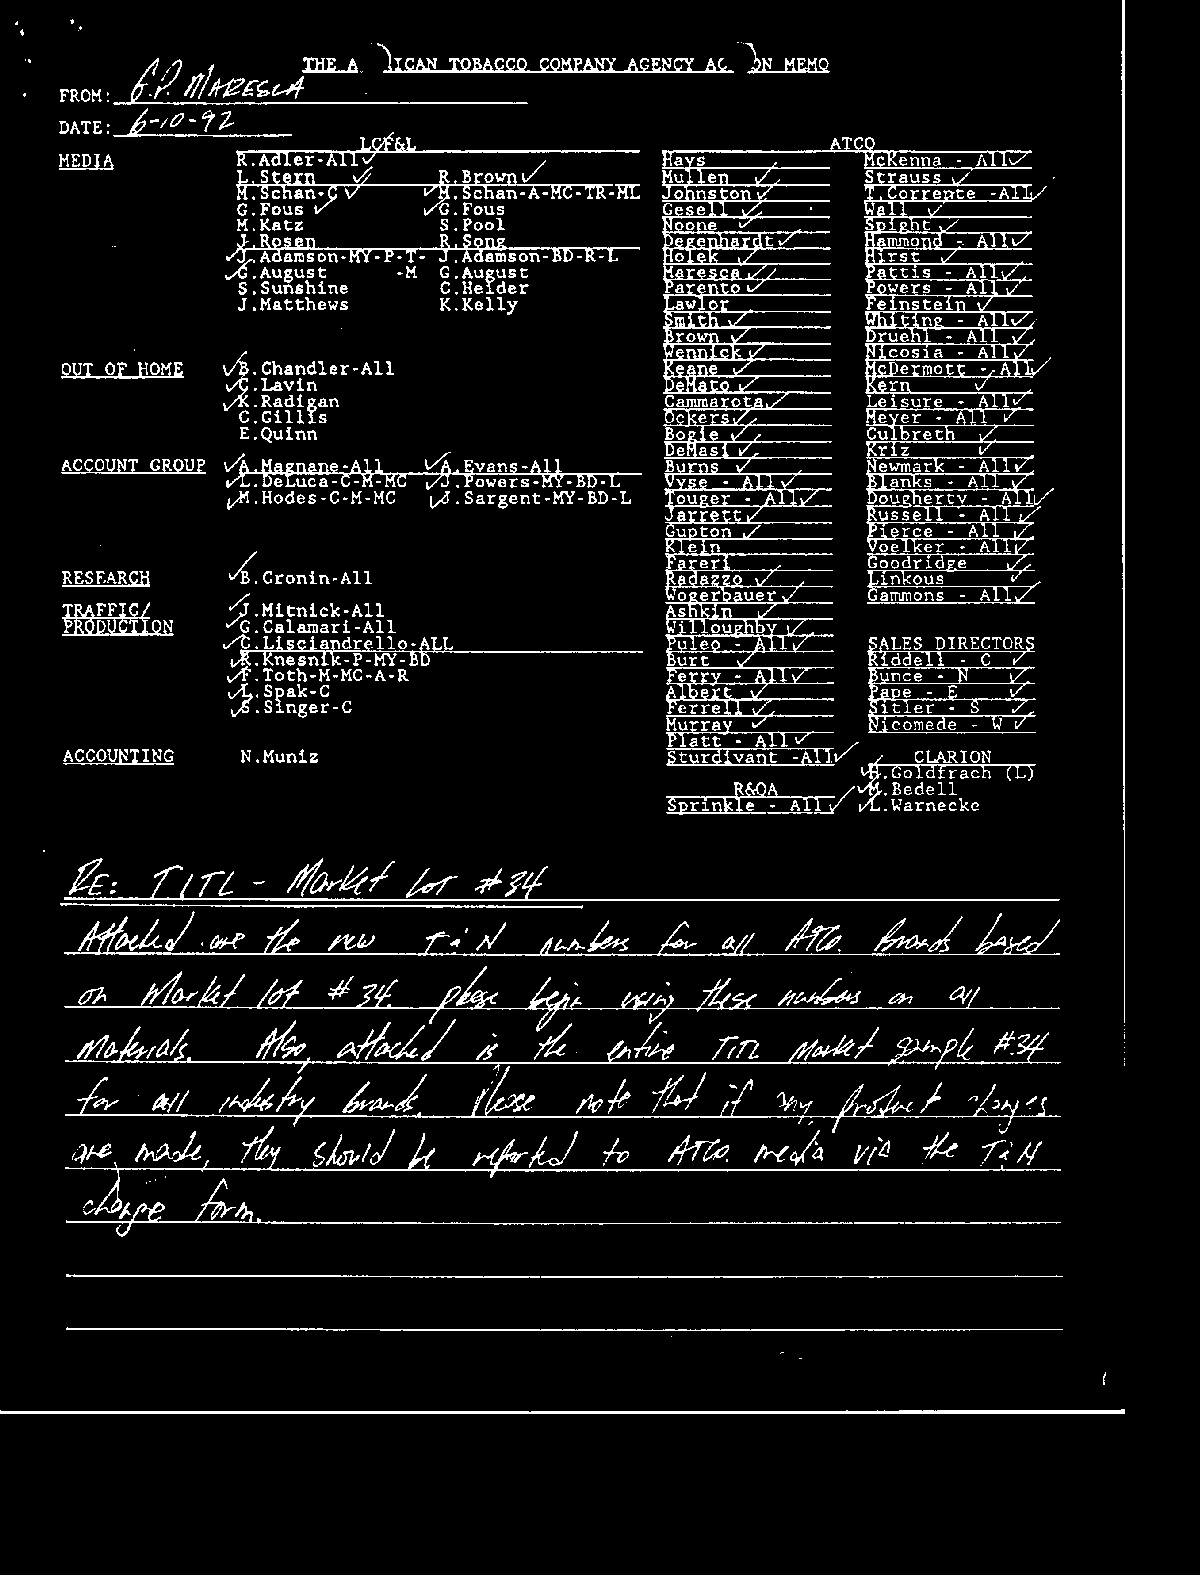 THE A ICAN TOBACCO COMPANY AGENCY AC ON MEMO
FROM: G.P. MARESCA
DATE: 6-10-92
LCF&L
MEDIA
R.Adler-All
L.Stern R.Brown
M.Schan-C M.Schan-A-MC-TR-ML
G.Fous G.Fous
M.Katz S.Pool
J.Rosen R.Song
J.Adamson-MY-P-T- J.Adamson-BD-R-L
G.August -M G.August
S.Sunshine C.Heider
J.Matthews K.Kelly
OUT OF HOME B.Chandler-All
C.Lavin
K.Radigan
C.Gillis
E.Quinn
ACCOUNT GROUP A.Magnane-All A.Evans-All
L.DeLuca-C-M-MC J.Powers-MY-BD-L
M.Hodes-C-M-MC J.Sargent-MY-BD-L
RESEARCH B.Cronin-All
TRAFFIC/ J.Mitnick-All
PRODUCTION G.Calamari-All
C.Lisciandrello-ALL
R.Knesnik-P-MY-BD
F.Toth-M-MC-A-R
L.Spak-C
S.Singer-C
ACCOUNTING N.Muniz
ATCO
Hays McKenna - All
Mullen Strauss
Johnston T.Corrente -All
Gesell Wall
Noone Spight
Degenhardt Hammond - All
Holek Hirst
Maresca Pattis - All
Parento Powers - All
Lawlor Feinstein
Smith Whiting - All
Brown Druehl - All
Wennick Nicosia - All
Keane McDermott - All
DeMato Kern
Cammarota Leisure - All
Ockers Meyer - All
Bogie Culbreth
DeMasi Kriz
Burns Newmark - All
Vyse - All Blanks - All
Touger - All Dougherty - All
Jarrett Russell - All
Gupton Pierce - All
Klein Voelker - All
Fareri Goodridge
Radazzo Linkous
Wogerbauer Gammons - All
Ashkin
Willoughby
Puleo - All SALES DIRECTORS
Burt Riddell - C
Ferry - All Bunce - N
Albert Pape - E
Ferrell Sitler - S
Murray Nicomede - W
Platt - All
Sturdivant -All CLARION
H.Goldfrach (L)
R&OA M.Bedell
Sprinkle - All L.Warnecke
RE: TITL - Market Lot #34
Attached are the new T&N numbers for all ATCo. Brands based
on Market lot #34. please begin using these numbers on all
materials. Also, attached is the entire TITL Market sample #34
for all industry brands. Please note that if any product changes
are made, they should be reported to ATCo. media via the T&N
change form.